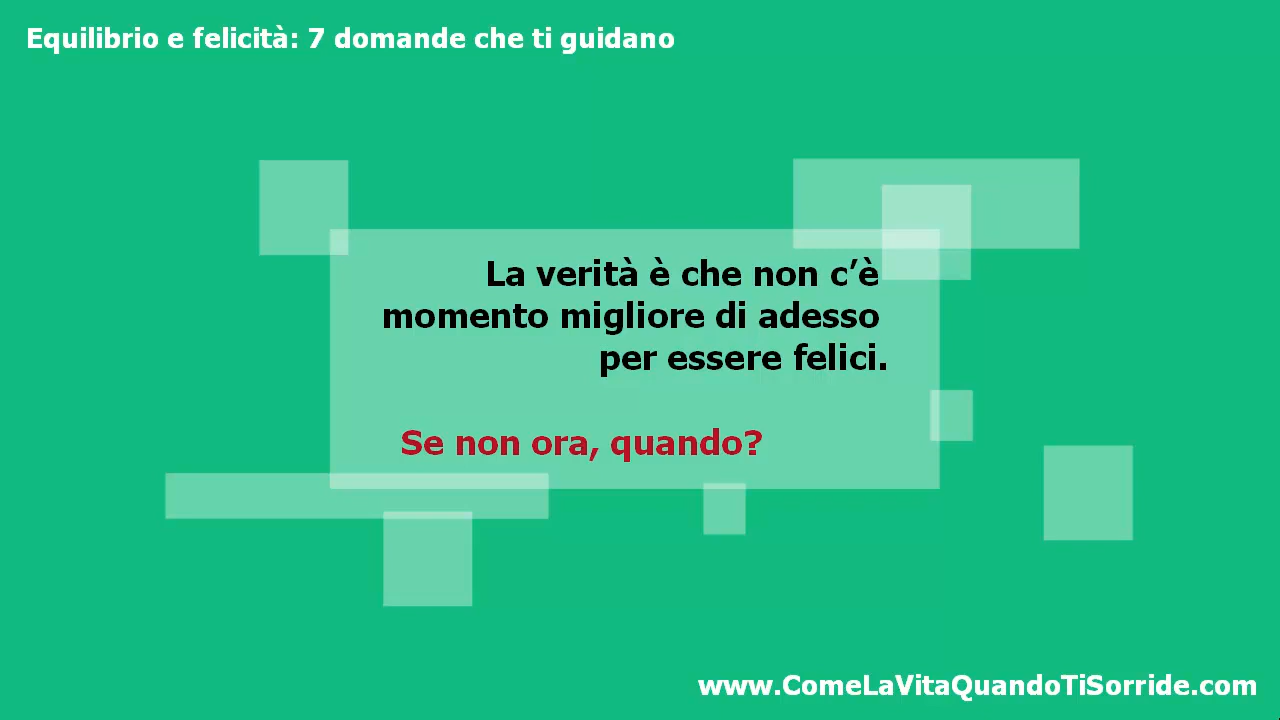 Equilibrio e felicità: 7 domande che ti guidano
La verità è che non c’è
momento migliore di adesso
per essere felici.
Se non ora, quando?
www.ComeLaVitaQuandoTiSorride.com